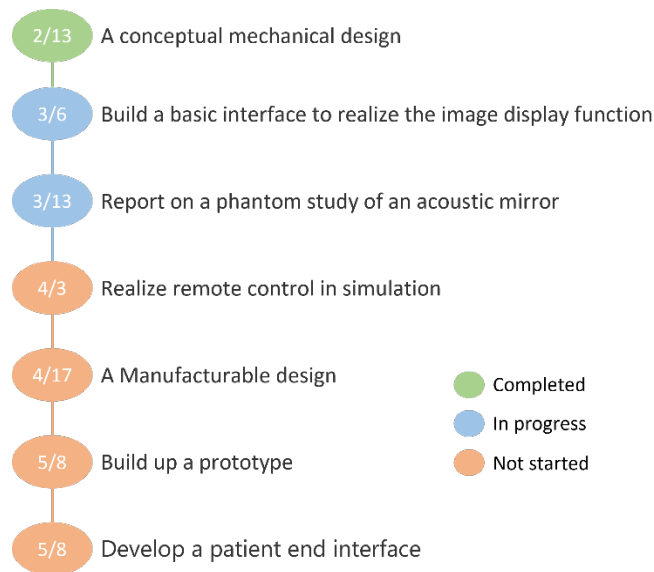 2/13 A conceptual mechanical design
3/6 Build a basic interface to realize the image display function
3/13 Report on a phantom study of an acoustic mirror
4/3 Realize remote control in simulation
4/17 A Manufacturable design
Completed
In progress
5/8 Build up a prototype
Not started
5/8 Develop a patient end interface